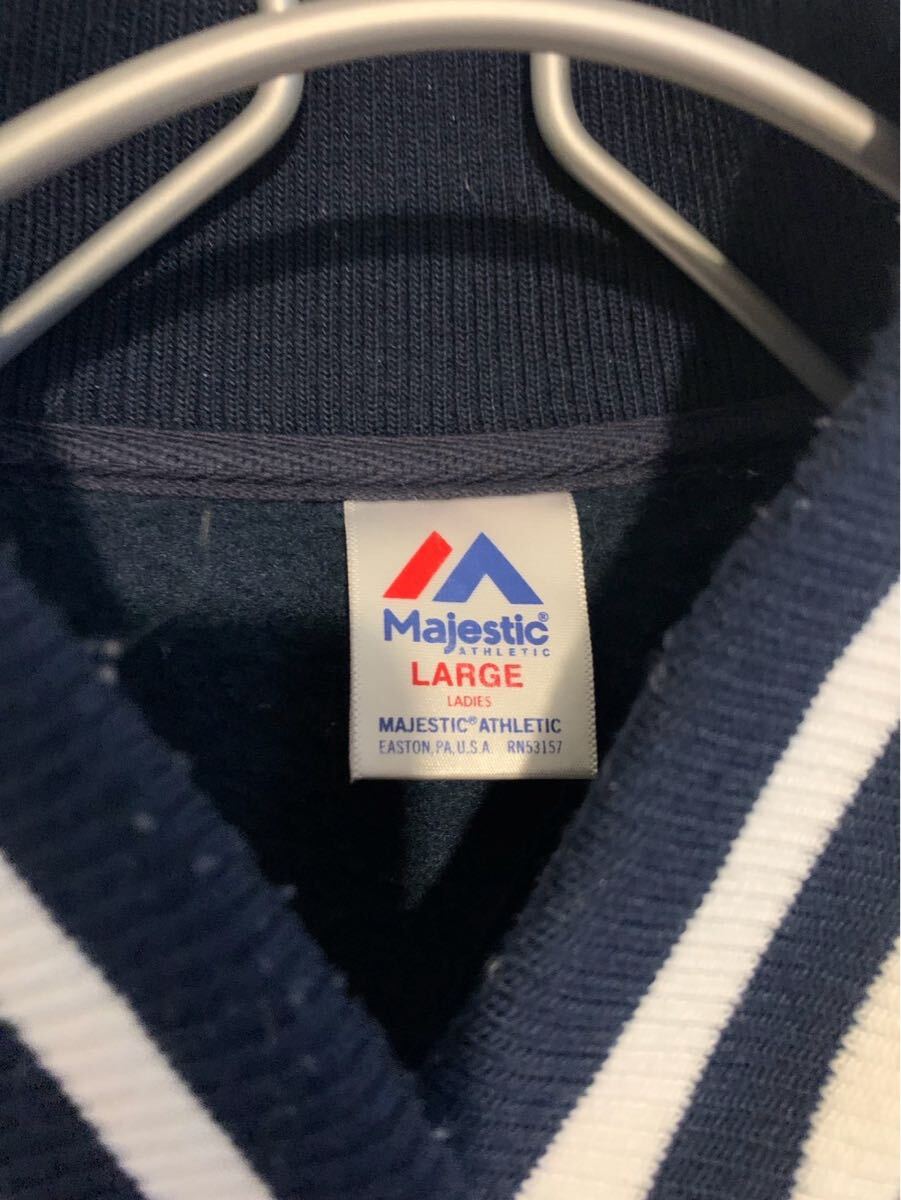 Majestic®
ATHLETIC
LARGE
LADIES
MAJESTIC® ATHLETIC
EASTON, PA, U.S.A. RN53157